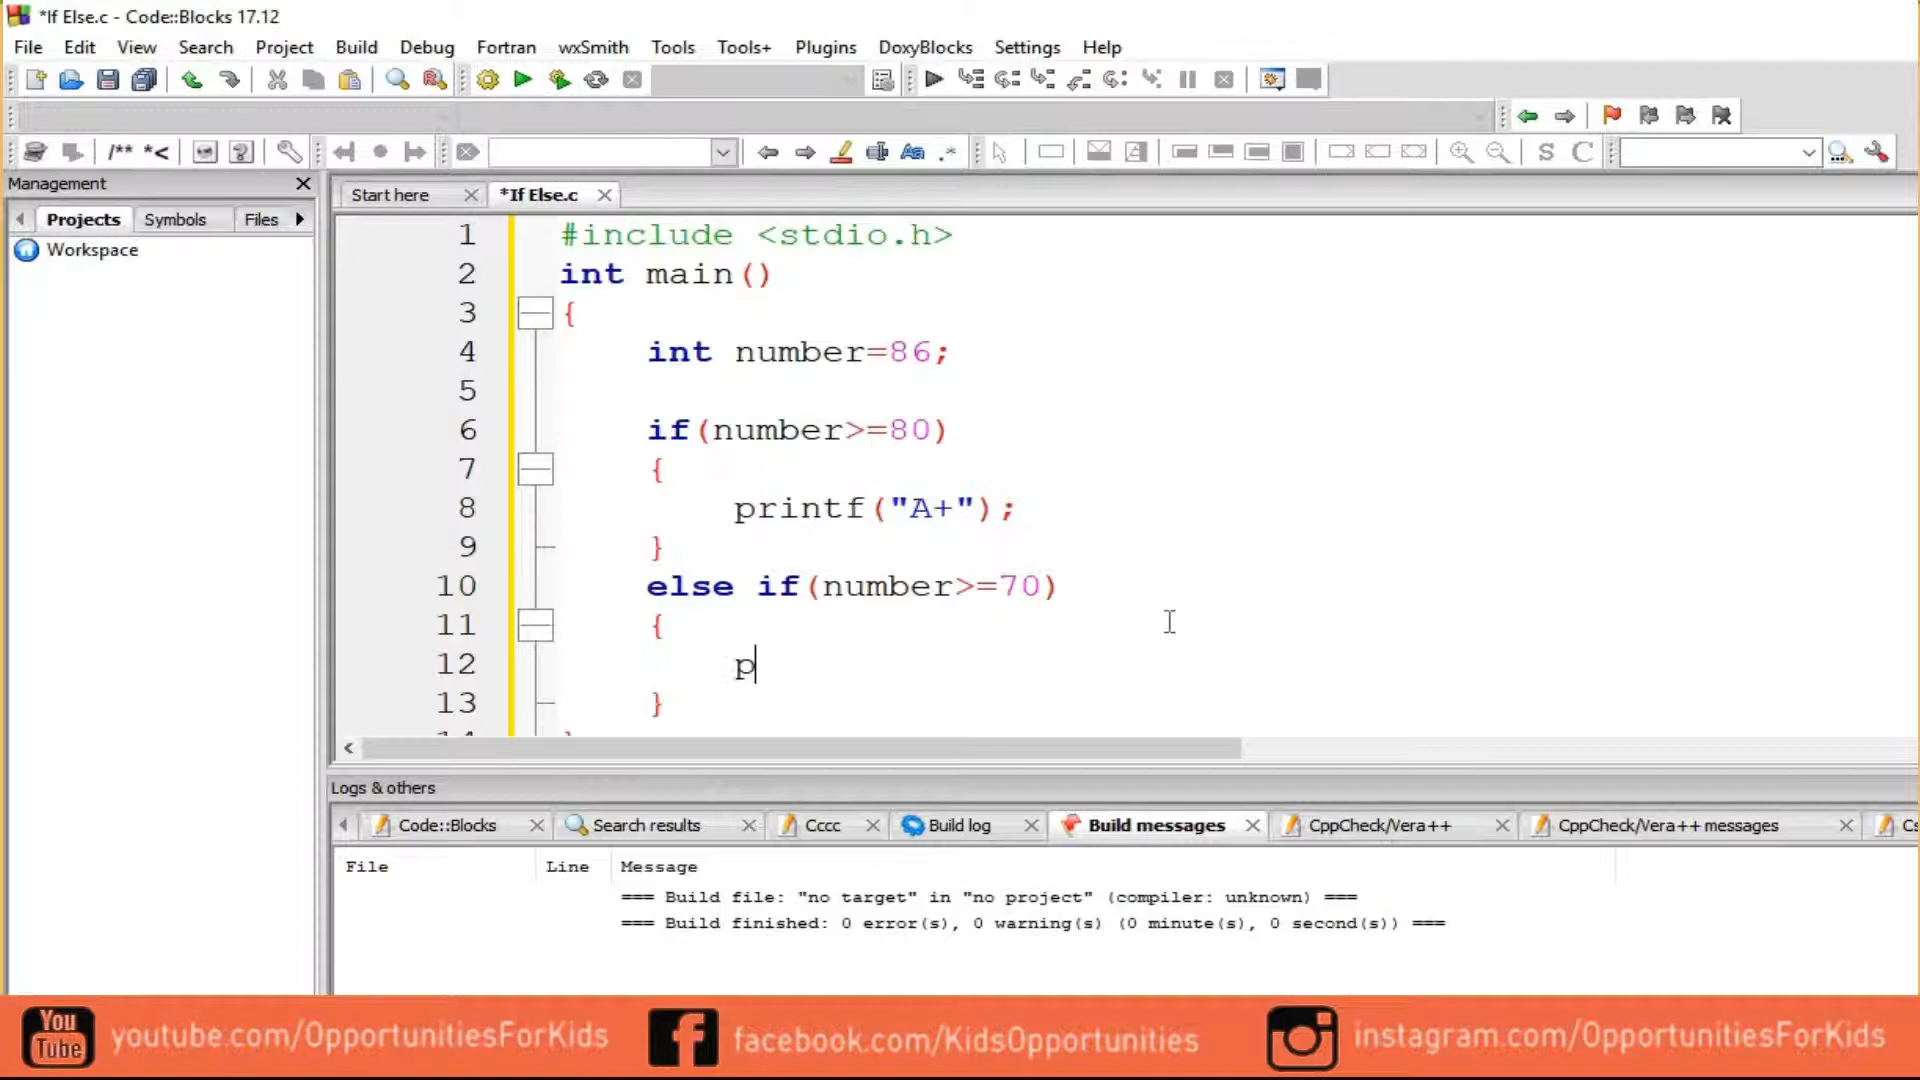 *If Else.c - Code::Blocks 17.12
File Edit View Search Project Build Debug Fortran wxSmith Tools Tools+ Plugins DoxyBlocks Settings Help
/** *<
S C
Management
Start here *If Else.c
Projects Symbols Files
Workspace
1 #include <stdio.h>
2 int main()
3 {
4 int number=86;
5
6 if(number>=80)
7 {
8 printf("A+");
9 }
10 else if(number>=70)
11 {
12 p
13 }
Logs & others
Code::Blocks Search results Cccc Build log Build messages CppCheck/Vera++ CppCheck/Vera++ messages Cs
File Line Message
=== Build file: "no target" in "no project" (compiler: unknown) ===
=== Build finished: 0 error(s), 0 warning(s) (0 minute(s), 0 second(s)) ===
You Tube youtube.com/OpportunitiesForKids facebook.com/KidsOpportunities instagram.com/OpportunitiesForKids